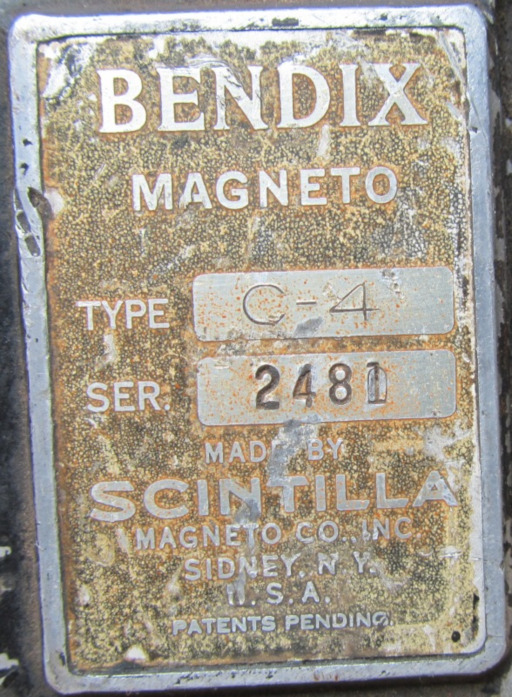 BENDIX
MAGNETO
TYPE C-4
SER. 2481
MADE BY
SCINTILLA
MAGNETO CO., INC.
SIDNEY, N.Y.
U.S.A.
PATENTS PENDING.